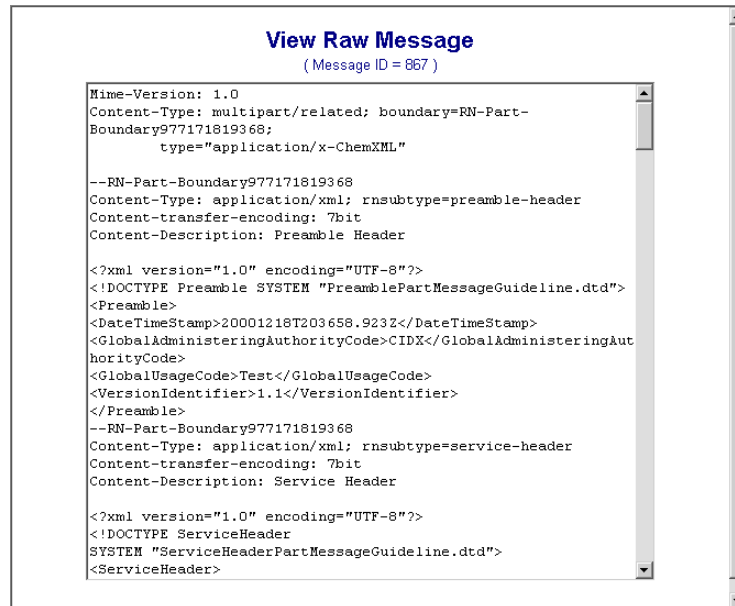 View Raw Message
( Message ID = 867 )
Mime-Version: 1.0
Content-Type: multipart/related; boundary=RN-Part-
Boundary977171819368;
        type="application/x-ChemXML"

--RN-Part-Boundary977171819368
Content-Type: application/xml; rnsubtype=preamble-header
Content-transfer-encoding: 7bit
Content-Description: Preamble Header

<?xml version="1.0" encoding="UTF-8"?>
<!DOCTYPE Preamble SYSTEM "PreamblePartMessageGuideline.dtd">
<Preamble>
<DateTimeStamp>20001218T203658.923Z</DateTimeStamp>
<GlobalAdministeringAuthorityCode>CIDX</GlobalAdministeringAut
horityCode>
<GlobalUsageCode>Test</GlobalUsageCode>
<VersionIdentifier>1.1</VersionIdentifier>
</Preamble>
--RN-Part-Boundary977171819368
Content-Type: application/xml; rnsubtype=service-header
Content-transfer-encoding: 7bit
Content-Description: Service Header

<?xml version="1.0" encoding="UTF-8"?>
<!DOCTYPE ServiceHeader
SYSTEM "ServiceHeaderPartMessageGuideline.dtd">
<ServiceHeader>